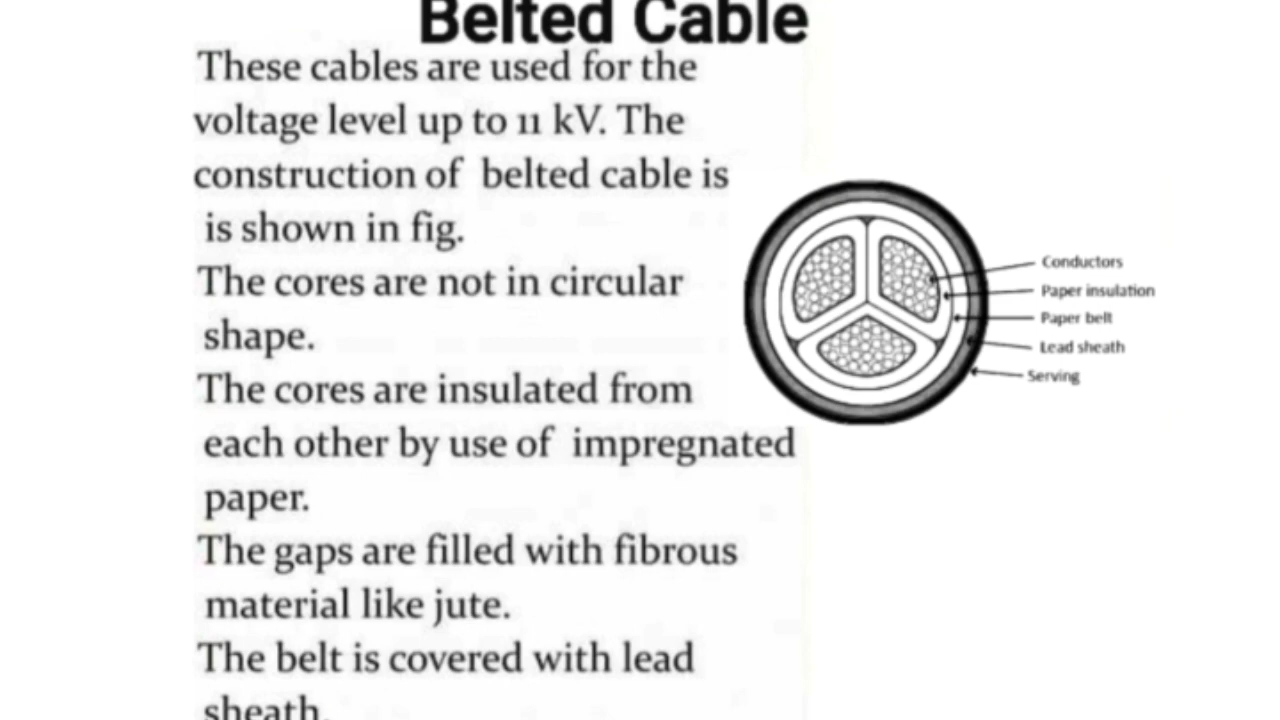 Belted Cable
These cables are used for the
voltage level up to 11 kV. The
construction of belted cable is
is shown in fig.
The cores are not in circular
shape.
The cores are insulated from
each other by use of impregnated
paper.
The gaps are filled with fibrous
material like jute.
The belt is covered with lead
sheath.
Conductors
Paper insulation
Paper belt
Lead sheath
Serving